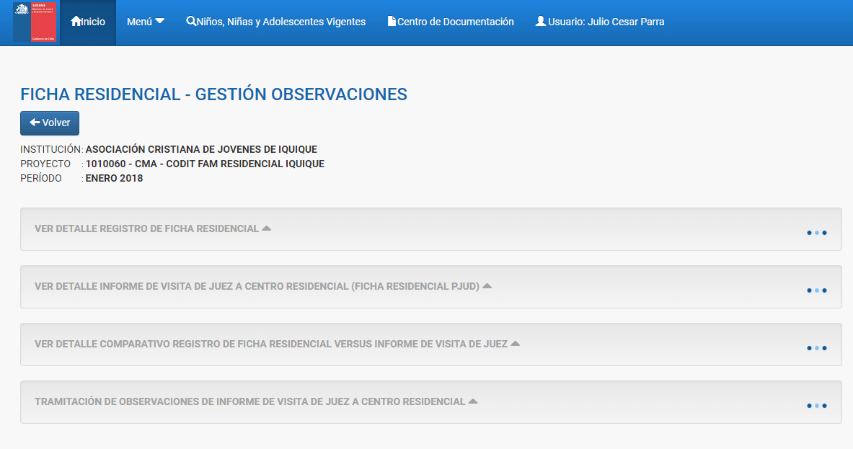 Inicio Menú Niños, Niñas y Adolescentes Vigentes Centro de Documentación Usuario: Julio Cesar Parra
FICHA RESIDENCIAL - GESTIÓN OBSERVACIONES
Volver
INSTITUCIÓN: ASOCIACIÓN CRISTIANA DE JOVENES DE IQUIQUE
PROYECTO : 1010060 - CMA - CODIT FAM RESIDENCIAL IQUIQUE
PERÍODO : ENERO 2018
VER DETALLE REGISTRO DE FICHA RESIDENCIAL
VER DETALLE INFORME DE VISITA DE JUEZ A CENTRO RESIDENCIAL (FICHA RESIDENCIAL PJUD)
VER DETALLE COMPARATIVO REGISTRO DE FICHA RESIDENCIAL VERSUS INFORME DE VISITA DE JUEZ
TRAMITACIÓN DE OBSERVACIONES DE INFORME DE VISITA DE JUEZ A CENTRO RESIDENCIAL